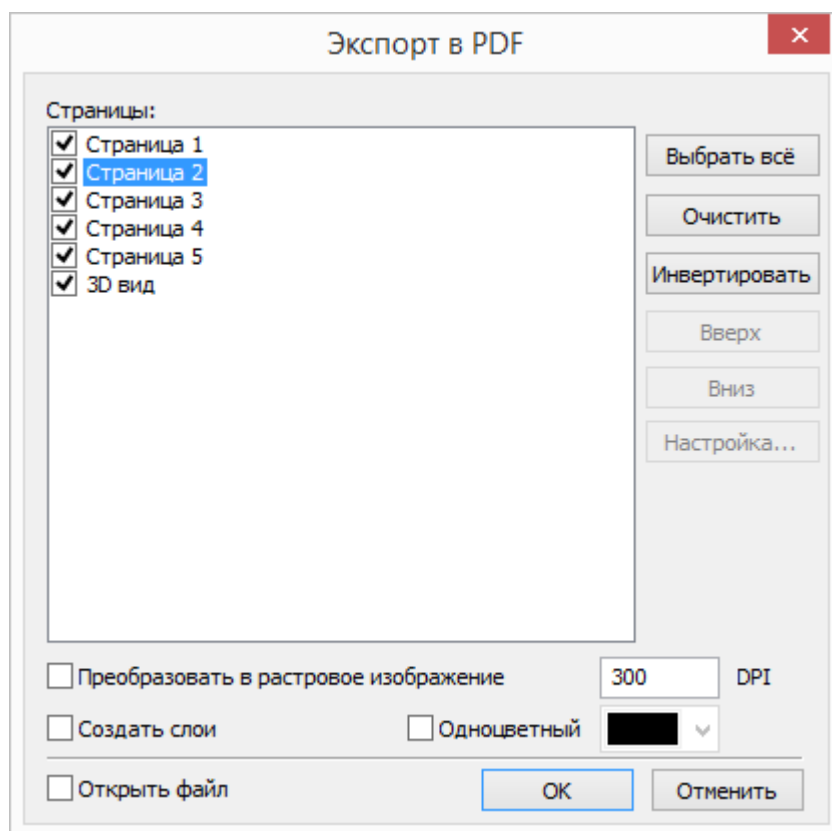 Экспорт в PDF
Страницы:
Страница 1
Страница 2
Страница 3
Страница 4
Страница 5
3D вид
Выбрать всё
Очистить
Инвертировать
Вверх
Вниз
Настройка...
Преобразовать в растровое изображение 300 DPI
Создать слои Одноцветный
Открыть файл OK Отменить